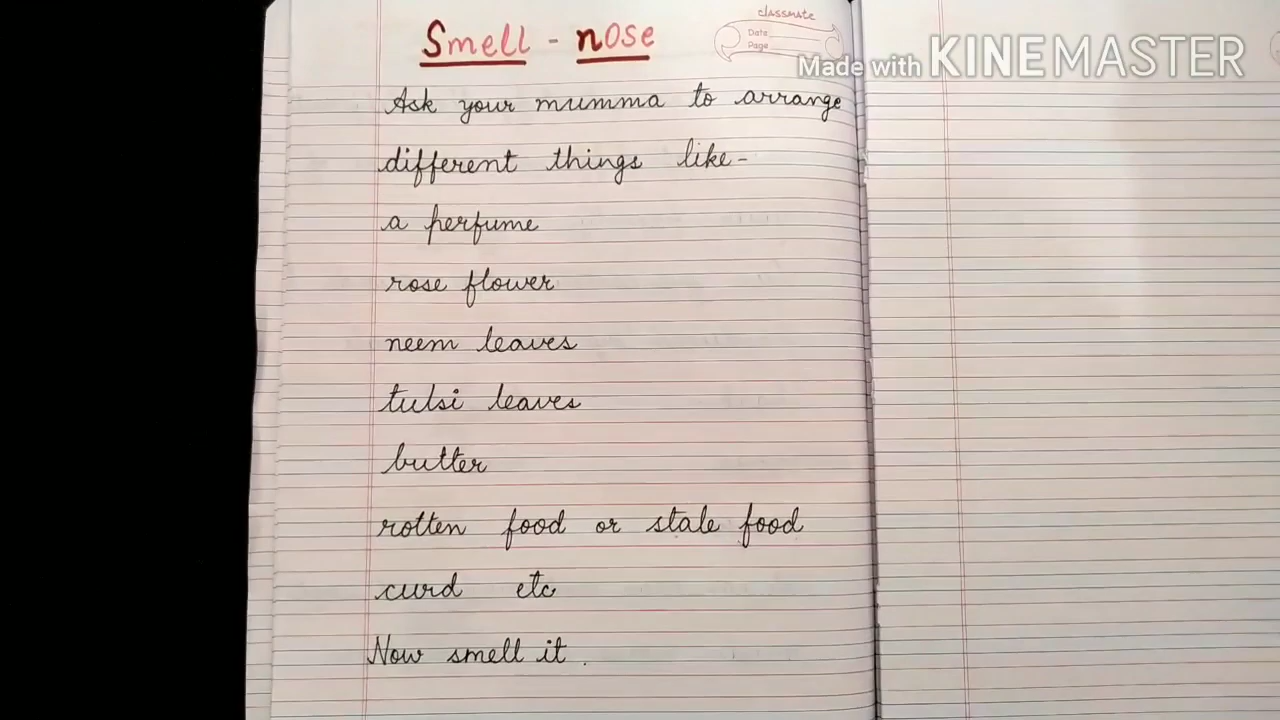 Smell - nose
classmate
Date
Page
Made with KINEMASTER
Ask your mumma to arrange
different things like-
a perfume
rose flower
neem leaves
tulsi leaves
butter
rotten food or stale food
curd etc
Now smell it.